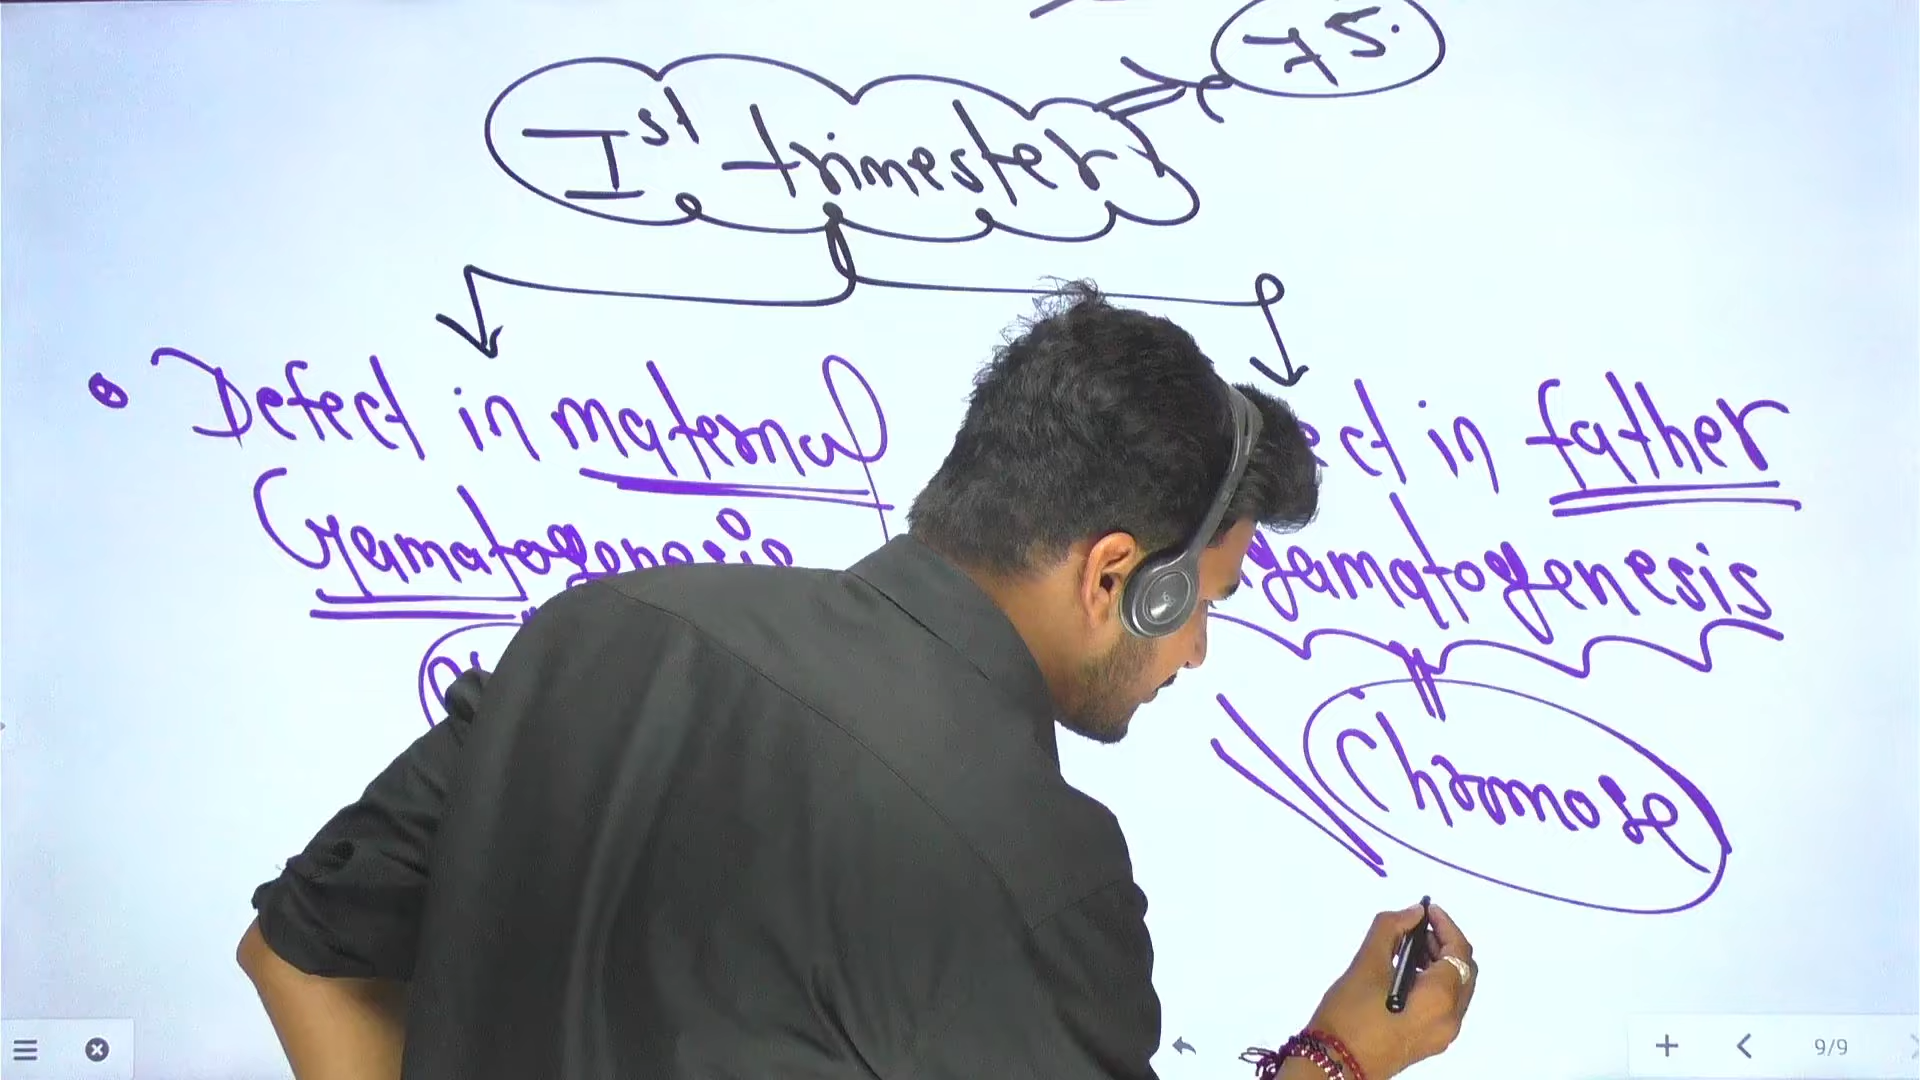 75.
Ist trimester
• Defect in maternal
Gamatogenesis
ect in father
gamatogenesis
Chromose
9/9